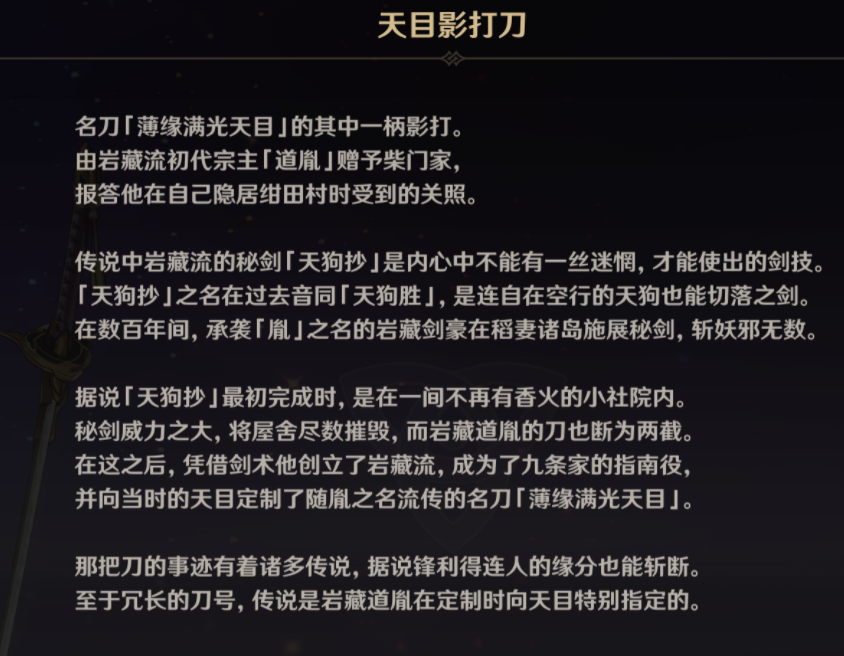 天目影打刀
名刀「薄缘满光天目」的其中一柄影打。
由岩藏流初代宗主「道胤」赠予柴门家，
报答他在自己隐居绀田村时受到的关照。
传说中岩藏流的秘剑「天狗抄」是内心中不能有一丝迷惘，才能使出的剑技。
「天狗抄」之名在过去音同「天狗胜」，是连自在空行的天狗也能切落之剑。
在数百年间，承袭「胤」之名的岩藏剑豪在稻妻诸岛施展秘剑，斩妖邪无数。
据说「天狗抄」最初完成时，是在一间不再有香火的小社院内。
秘剑威力之大，将屋舍尽数摧毁，而岩藏道胤的刀也断为两截。
在这之后，凭借剑术他创立了岩藏流，成为了九条家的指南役，
并向当时的天目定制了随胤之名流传的名刀「薄缘满光天目」。
那把刀的事迹有着诸多传说，据说锋利得连人的缘分也能斩断。
至于冗长的刀号，传说是岩藏道胤在定制时向天目特别指定的。